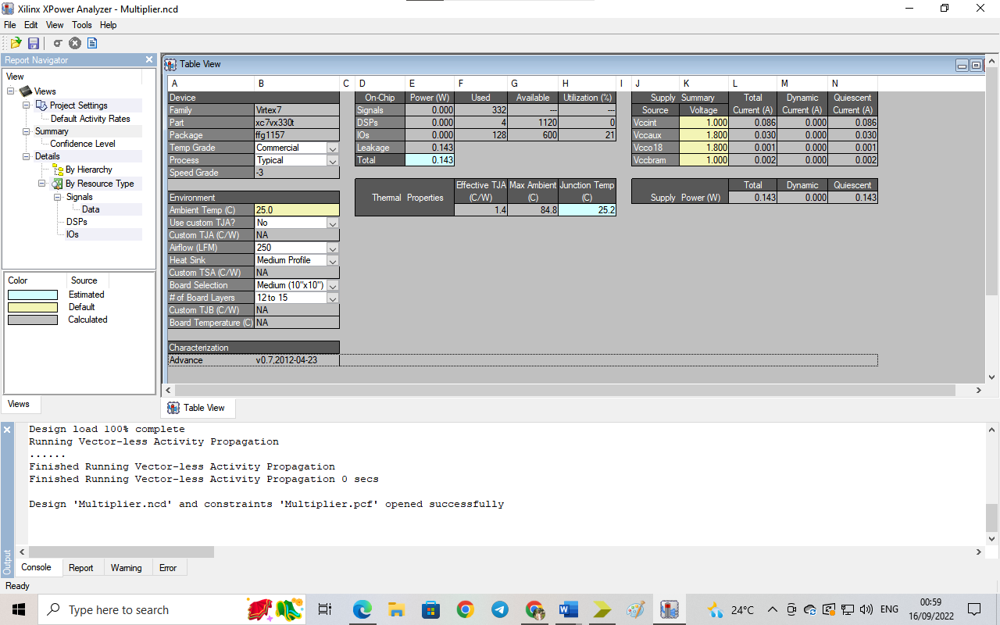 Xilinx XPower Analyzer - Multiplier.ncd
File Edit View Tools Help
Report Navigator
View
Views
Project Settings
Default Activity Rates
Summary
Confidence Level
Details
By Hierarchy
By Resource Type
Signals
Data
DSPs
IOs
Color Source
Estimated
Default
Calculated
Views
Table View
A B C D E F G H I J K L M N
Device
Family Virtex7
Part xc7vx330t
Package ffg1157
Temp Grade Commercial
Process Typical
Speed Grade -3
Environment
Ambient Temp (C) 25.0
Use custom TJA? No
Custom TJA (C/W) NA
Airflow (LFM) 250
Heat Sink Medium Profile
Custom TSA (C/W) NA
Board Selection Medium (10"x10")
# of Board Layers 12 to 15
Custom TJB (C/W) NA
Board Temperature (C) NA
Characterization
Advance v0.7,2012-04-23
On-Chip Power (W) Used Available Utilization (%)
Signals 0.000 332 --- ---
DSPs 0.000 4 1120 0
IOs 0.000 128 600 21
Leakage 0.143
Total 0.143
Effective TJA Max Ambient Junction Temp
Thermal Properties (C/W) (C) (C)
1.4 84.8 25.2
Supply Summary Total Dynamic Quiescent
Source Voltage Current (A) Current (A) Current (A)
Vccint 1.000 0.086 0.000 0.086
Vccaux 1.800 0.030 0.000 0.030
Vcco18 1.800 0.001 0.000 0.001
Vccbram 1.000 0.002 0.000 0.002
Total Dynamic Quiescent
Supply Power (W) 0.143 0.000 0.143
Table View
Design load 100% complete
Running Vector-less Activity Propagation
......
Finished Running Vector-less Activity Propagation
Finished Running Vector-less Activity Propagation 0 secs
Design 'Multiplier.ncd' and constraints 'Multiplier.pcf' opened successfully
Output
Console Report Warning Error
Ready
Type here to search
24°C
ENG
00:59
16/09/2022